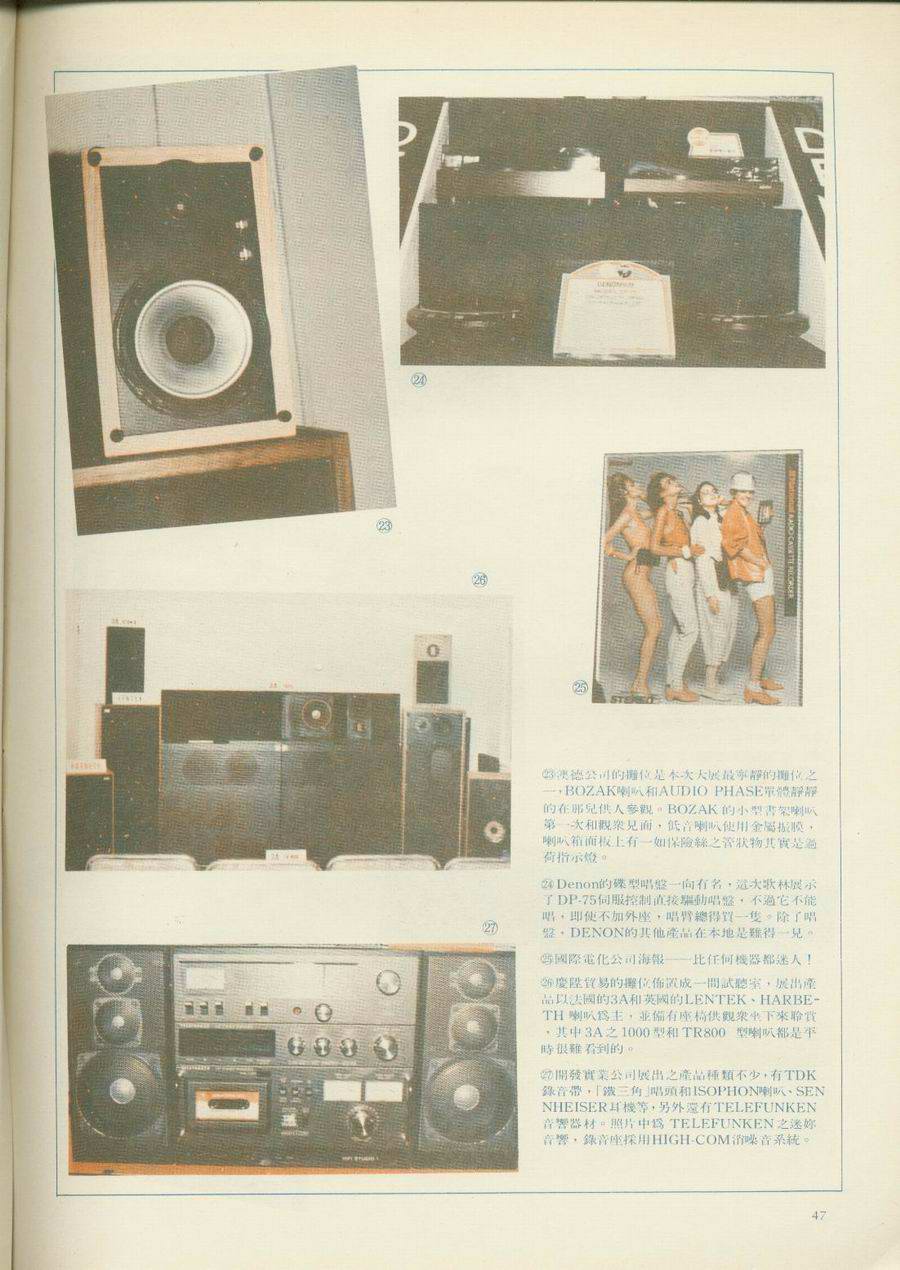 ㉔
㉓
RADIO CASSETTE RECORDER
STEREO
㉕
㉖
㉗
HIFI STUDIO 1
㉓澳德公司的攤位是本次大展最寧靜的攤位之
一，BOZAK喇叭和AUDIO PHASE單體靜靜
的在那兒供人參觀。BOZAK的小型書架喇叭
第一次和觀衆見面，低音喇叭使用金屬振膜，
喇叭箱面板上有一如保險絲之管狀物其實是過
荷指示燈。
㉔Denon的碟型唱盤一向有名，這次歌林展示
了DP-75伺服控制直接驅動唱盤，不過它不能
唱，即使不加外座，唱臂總得買一隻。除了唱
盤，DENON的其他產品在本地是難得一見。
㉕國際電化公司海報——比任何機器都迷人！
㉖慶陞貿易的攤位佈置成一間試聽室，展出產
品以法國的3A和英國的LENTEK、HARBE-
TH 喇叭爲主，並備有座椅供觀衆坐下來聆賞
，其中3A之1000型和TR800 型喇叭都是平
時很難看到的。
㉗開發實業公司展出之產品種類不少，有TDK
錄音帶，「鐵三角」唱頭和ISOPHON喇叭、SEN
NHEISER耳機等，另外還有TELEFUNKEN
音響器材。照片中爲 TELEFUNKEN之迷妳
音響，錄音座採用HIGH-COM消噪音系統。
47